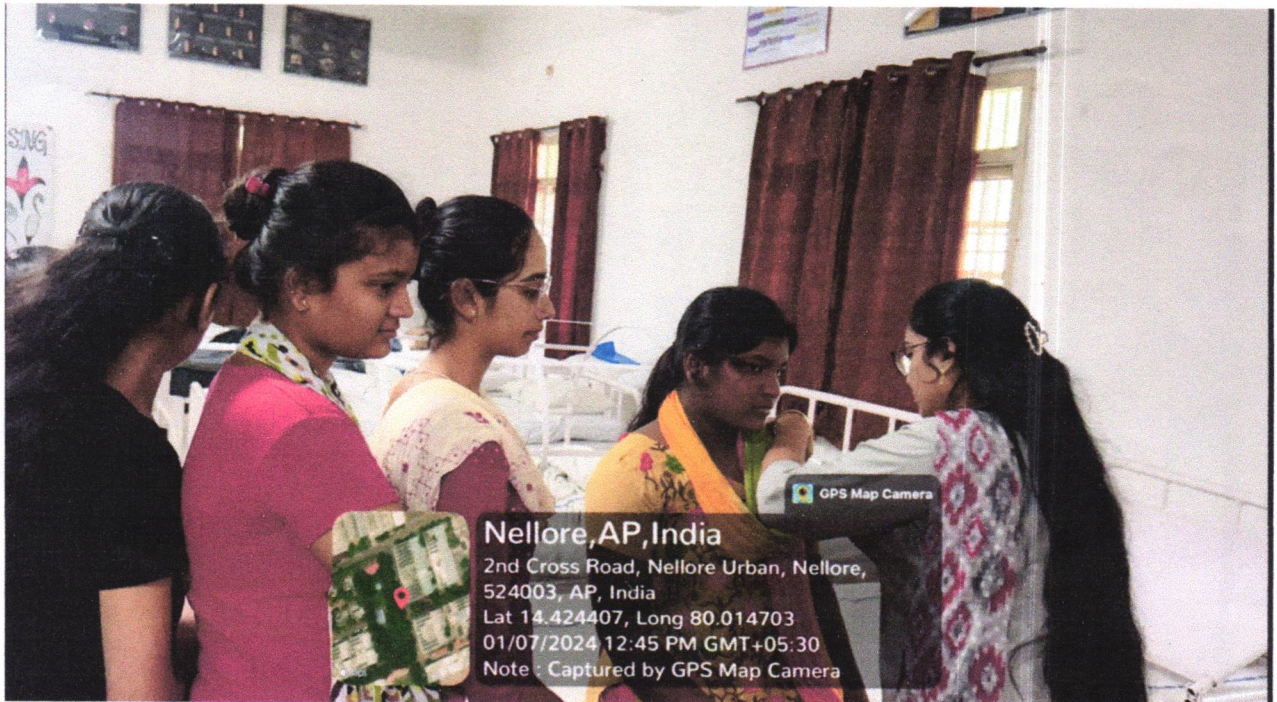 SING
GPS Map Camera
Nellore,AP,India
2nd Cross Road, Nellore Urban, Nellore,
524003, AP, India
Lat 14.424407, Long 80.014703
01/07/2024 12:45 PM GMT+05:30
Note : Captured by GPS Map Camera